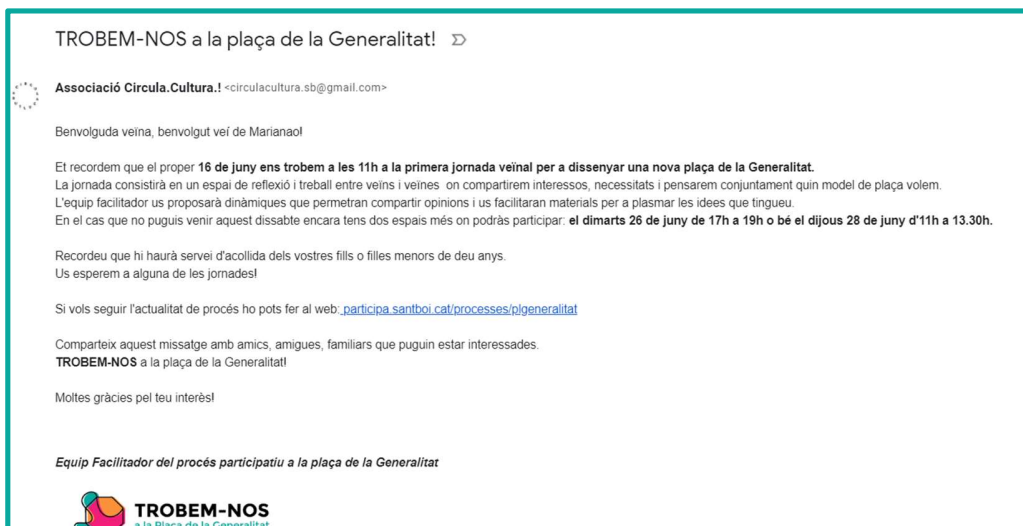 TROBEM-NOS a la plaça de la Generalitat!
Associació Circula.Cultura.! <circulacultura.sb@gmail.com>
Benvolguda veïna, benvolgut veí de Marianao!
Et recordem que el proper 16 de juny ens trobem a les 11h a la primera jornada veïnal per a dissenyar una nova plaça de la Generalitat.
La jornada consistirà en un espai de reflexió i treball entre veïns i veïnes on compartirem interessos, necessitats i pensarem conjuntament quin model de plaça volem.
L'equip facilitador us proposarà dinàmiques que permetran compartir opinions i us facilitaran materials per a plasmar les idees que tingueu.
En el cas que no puguis venir aquest dissabte encara tens dos espais més on podràs participar: el dimarts 26 de juny de 17h a 19h o bé el dijous 28 de juny d'11h a 13.30h.
Recordeu que hi haurà servei d'acollida dels vostres fills o filles menors de deu anys.
Us esperem a alguna de les jornades!
Si vols seguir l'actualitat de procés ho pots fer al web: participa.santboi.cat/processes/plgeneralitat
Comparteix aquest missatge amb amics, amigues, familiars que puguin estar interessades.
TROBEM-NOS a la plaça de la Generalitat!
Moltes gràcies pel teu interès!
Equip Facilitador del procés participatiu a la plaça de la Generalitat
TROBEM-NOS
a la Plaça de la Generalitat